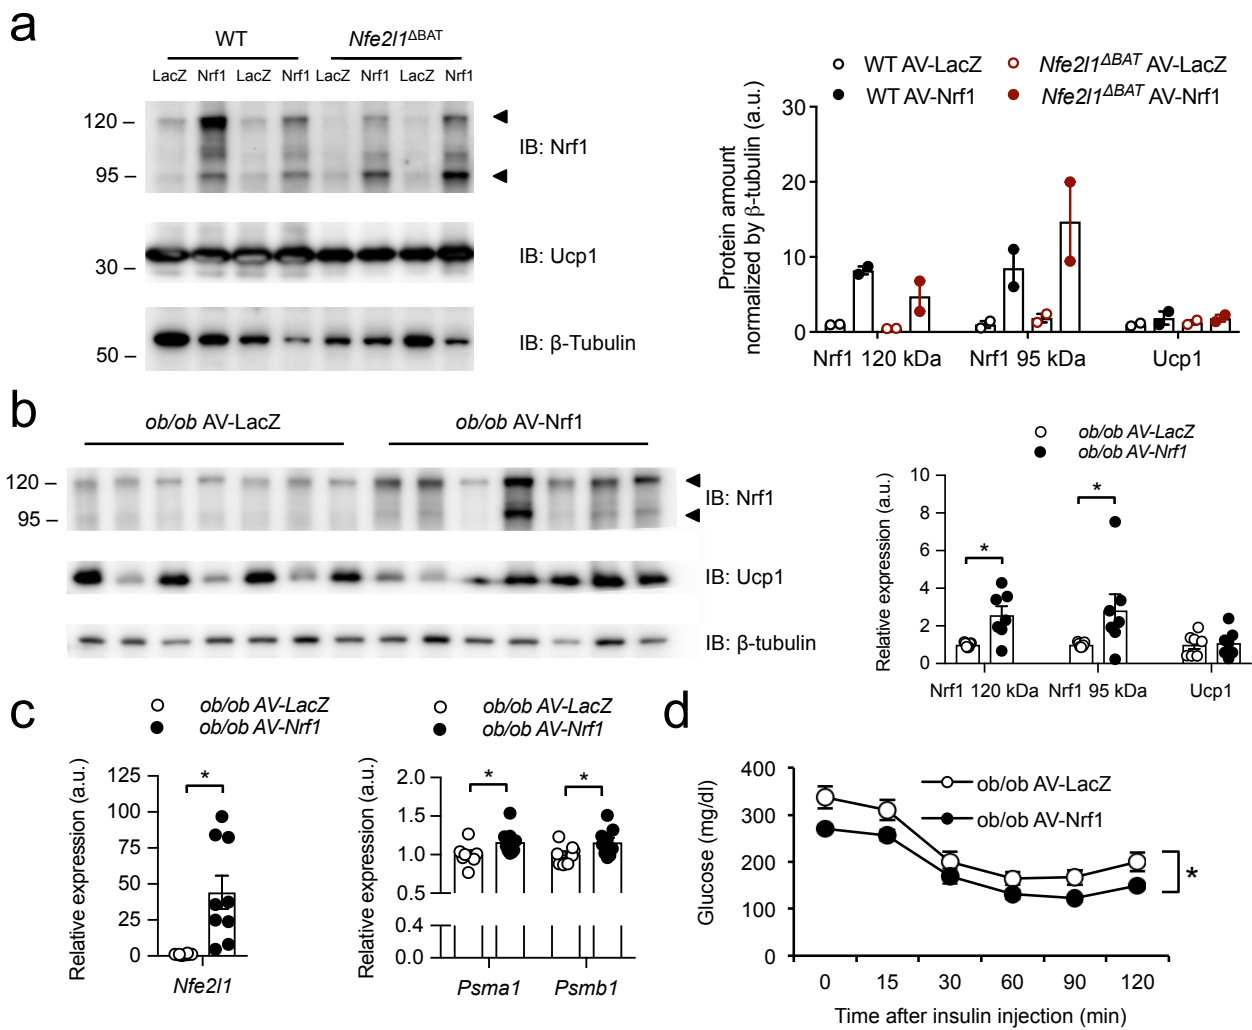 a
WT
Nfe2l1ΔBAT
LacZ Nrf1 LacZ Nrf1 LacZ Nrf1 LacZ Nrf1
120
IB: Nrf1
95
IB: Ucp1
30
IB: β-Tubulin
50
WT AV-LacZ
Nfe2l1ΔBAT AV-LacZ
WT AV-Nrf1
Nfe2l1ΔBAT AV-Nrf1
Protein amount
normalized by β-tubulin (a.u.)
30
20
10
0
Nrf1 120 kDa
Nrf1 95 kDa
Ucp1
b
ob/ob AV-LacZ
ob/ob AV-Nrf1
120
IB: Nrf1
95
IB: Ucp1
IB: β-tubulin
ob/ob AV-LacZ
ob/ob AV-Nrf1
Relative expression (a.u.)
10
8
6
4
2
0
*
*
Nrf1 120 kDa
Nrf1 95 kDa
Ucp1
c
ob/ob AV-LacZ
ob/ob AV-Nrf1
Relative expression (a.u.)
125
100
75
50
25
0
*
Nfe2l1
ob/ob AV-LacZ
ob/ob AV-Nrf1
Relative expression (a.u.)
2.0
1.5
1.0
0.5
0.4
0.0
*
*
Psma1
Psmb1
d
Glucose (mg/dl)
400
300
200
100
0
ob/ob AV-LacZ
ob/ob AV-Nrf1
*
0 15 30 60 90 120
Time after insulin injection (min)